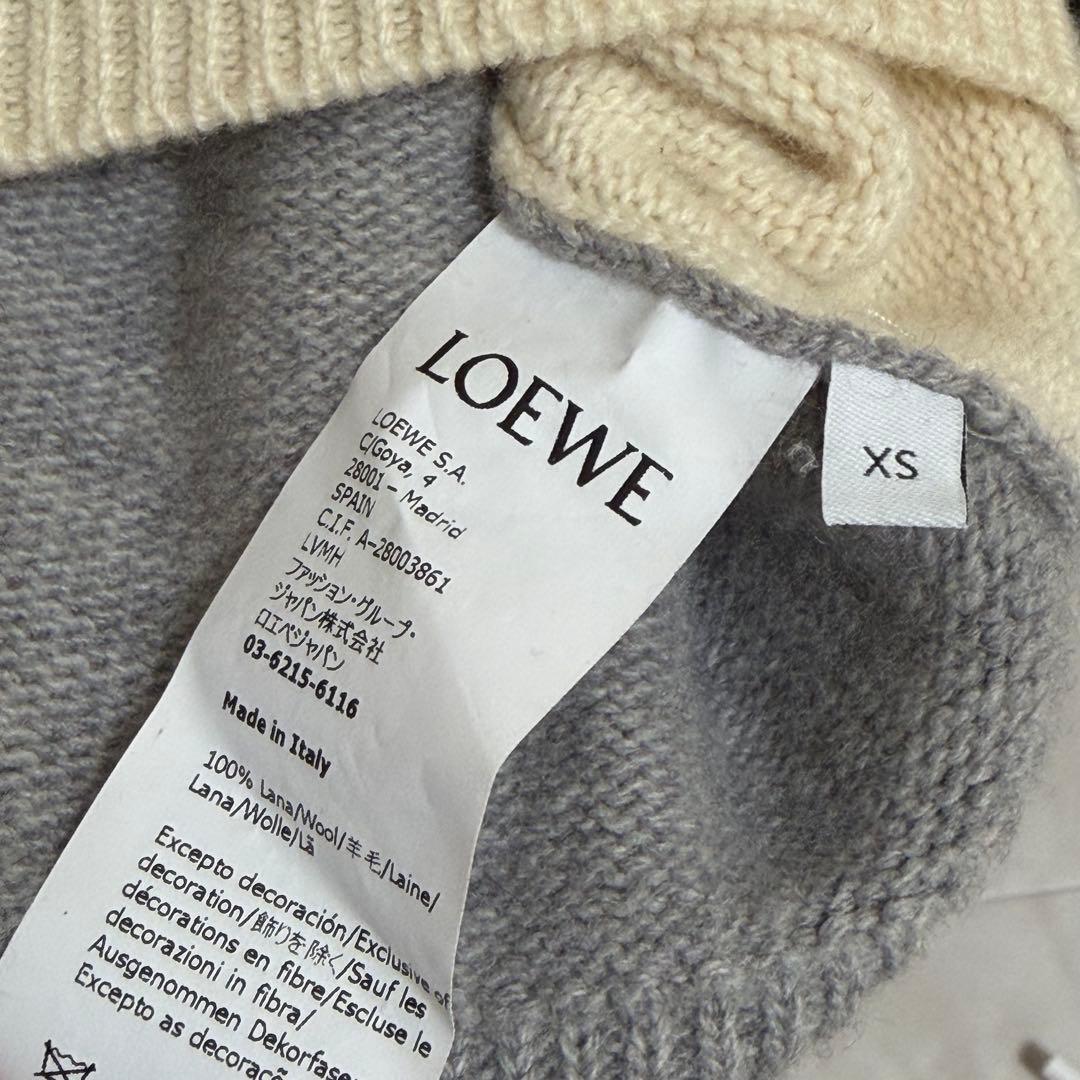 LOEWE
XS
LOEWE S.A.
C/Goya, 4
28001 - Madrid
SPAIN
C.I.F. A-28003861
LVMH
ファッション・グループ・
ジャパン株式会社
ロエベジャパン
03-6215-6116
Made in Italy
100% Lana/Wool/羊毛/Laine/
Lana/Wolle/Lã
Excepto decoración/Exclusive of
decoration/飾りを除く/Sauf les
décorations en fibre/Escluse le
decorazioni in fibra/
Ausgenommen Dekorfase
Excepto as decoraçõ